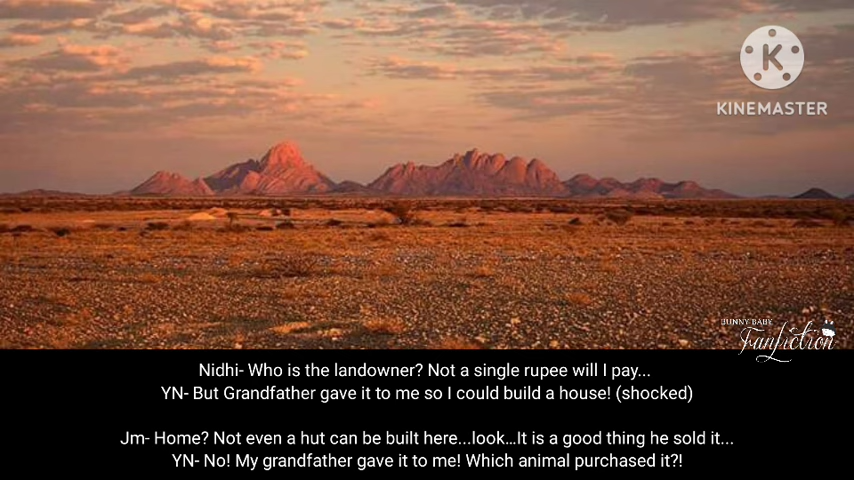 KINEMASTER
BUNNY BABY
Fanfiction
Nidhi- Who is the landowner? Not a single rupee will I pay...
YN- But Grandfather gave it to me so I could build a house! (shocked)
Jm- Home? Not even a hut can be built here...look...It is a good thing he sold it...
YN- No! My grandfather gave it to me! Which animal purchased it?!